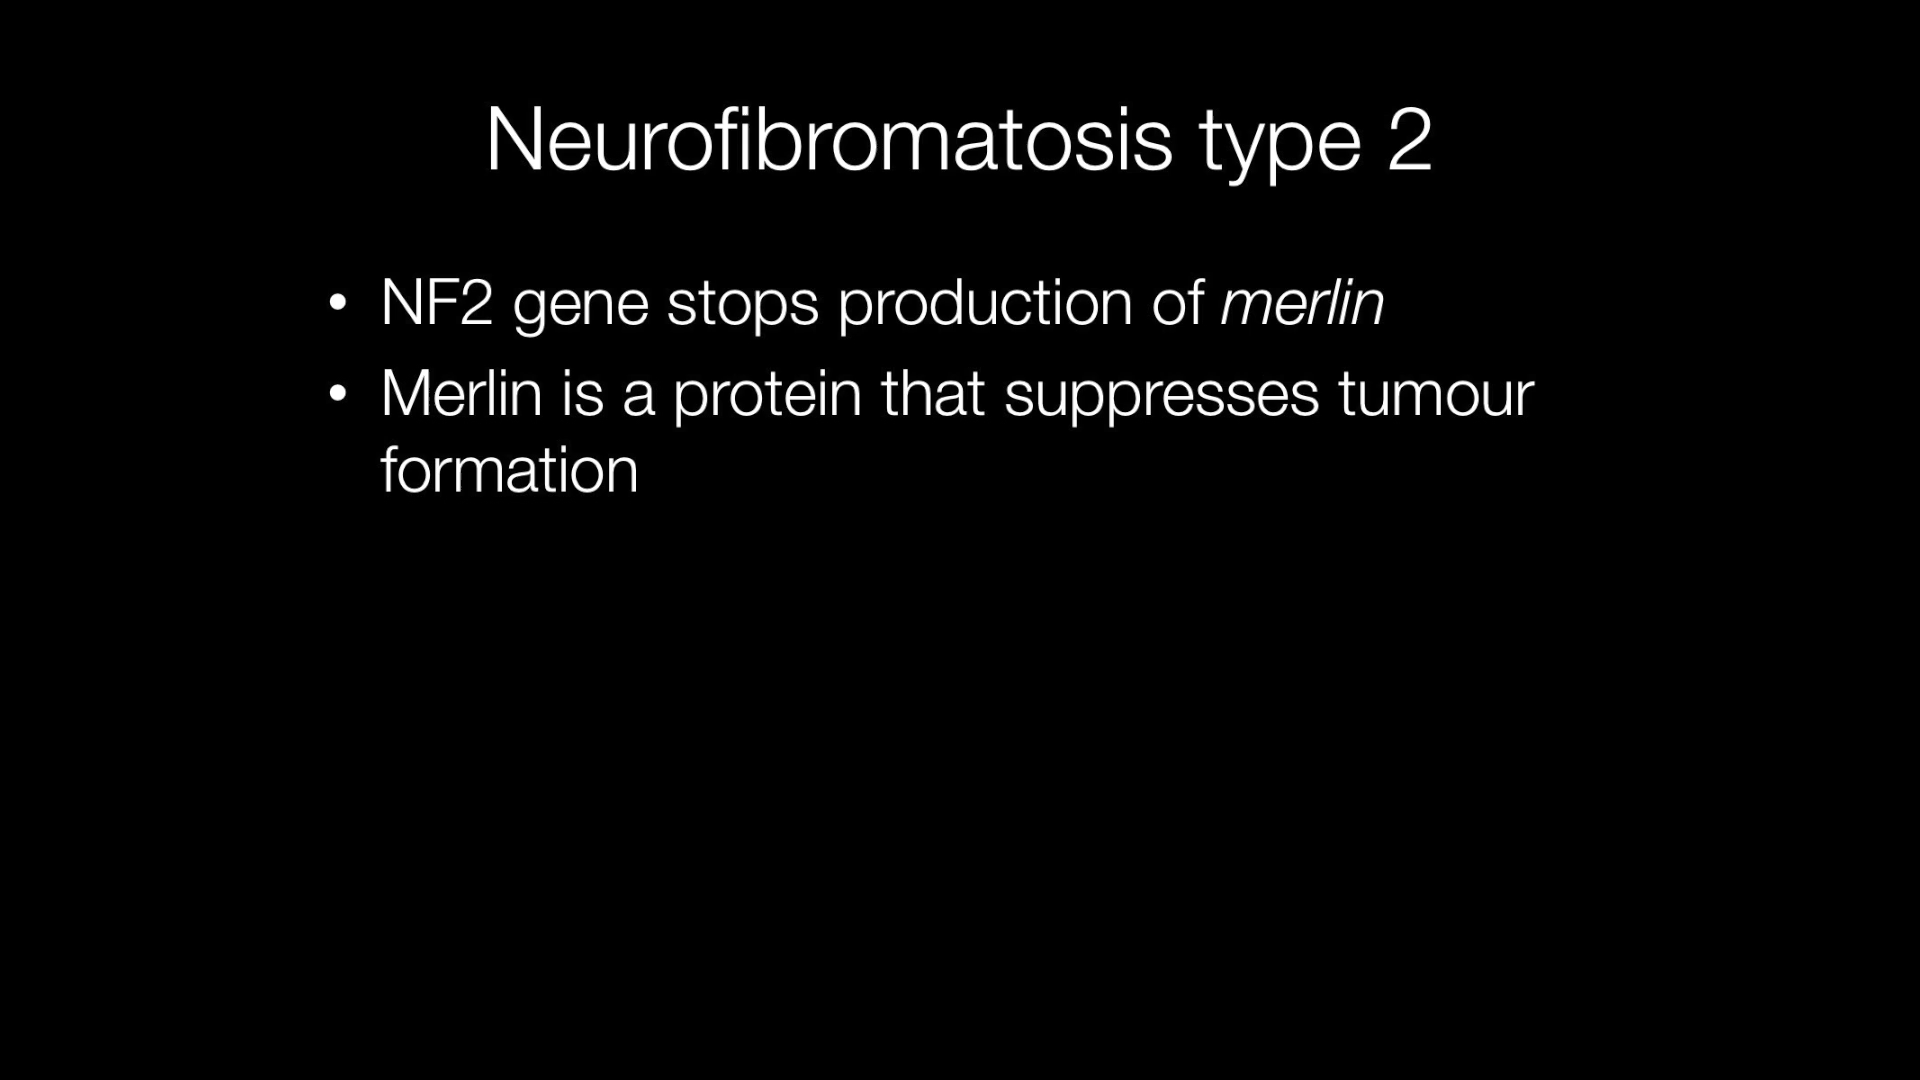 Neurofibromatosis type 2
• NF2 gene stops production of merlin
• Merlin is a protein that suppresses tumour
formation